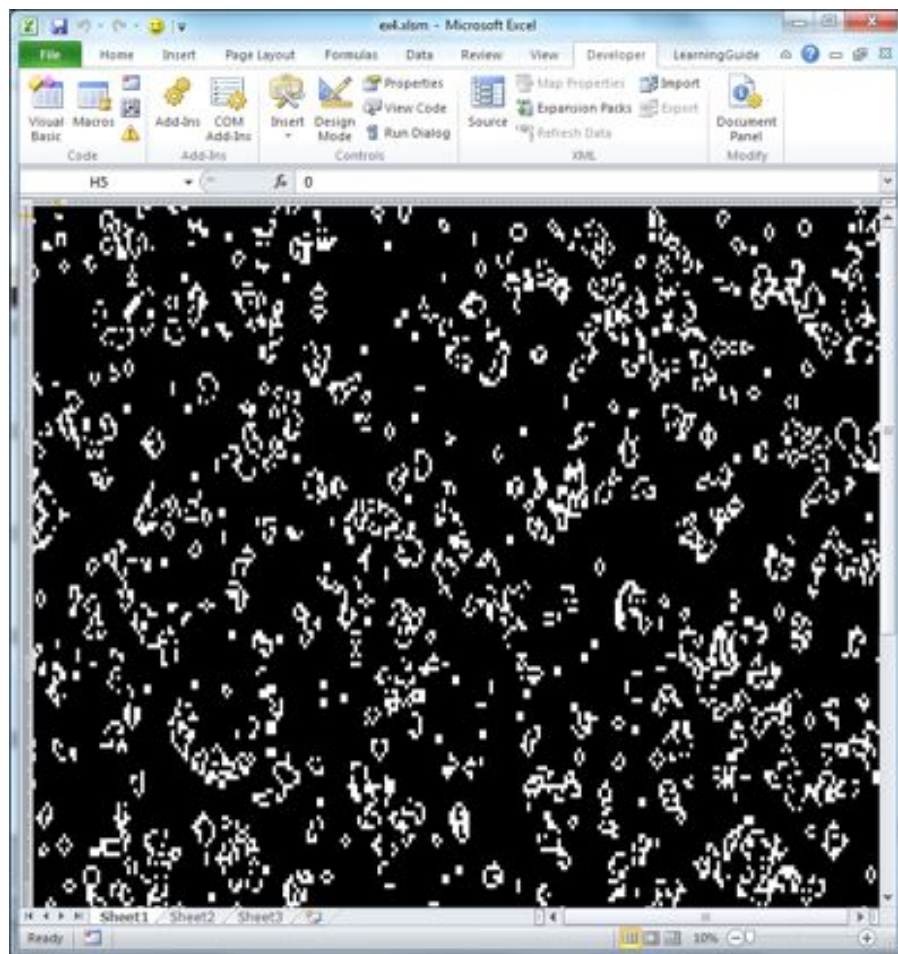 ex4.xlsm - Microsoft Excel
File Home Insert Page Layout Formulas Data Review View Developer LearningGuide
Visual Basic Macros Add-Ins COM Add-Ins Insert Design Mode Properties View Code Run Dialog Source Map Properties Expansion Packs Refresh Data Import Export Document Panel
Code Add-Ins Controls XML Modify
H5 fx 0
Sheet1 Sheet2 Sheet3
Ready 10%